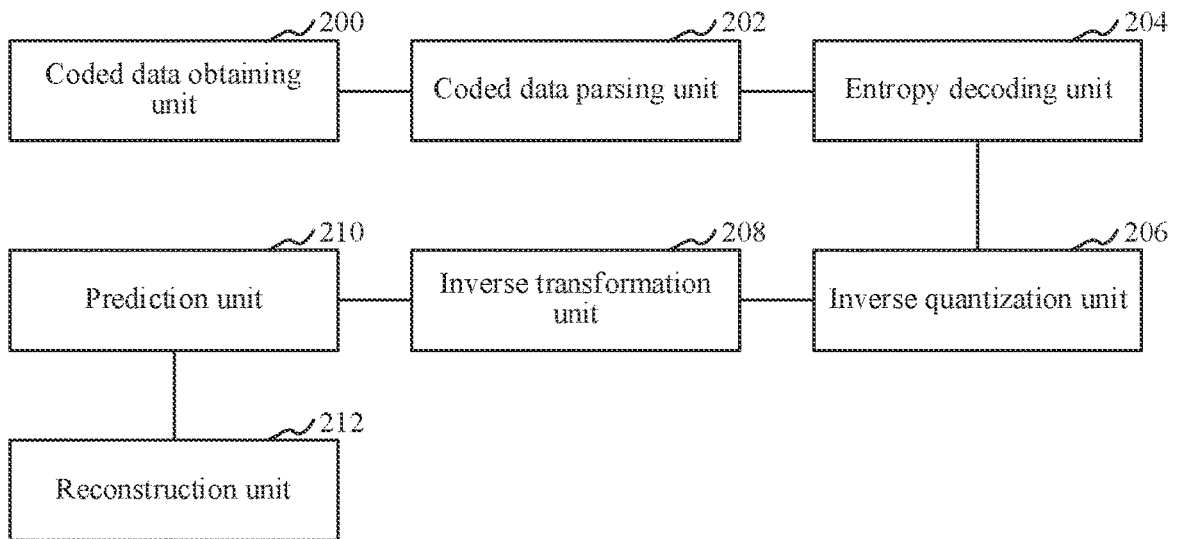 200
Coded data obtaining
unit
202
Coded data parsing unit
204
Entropy decoding unit
210
Prediction unit
208
Inverse transformation
unit
206
Inverse quantization unit
212
Reconstruction unit